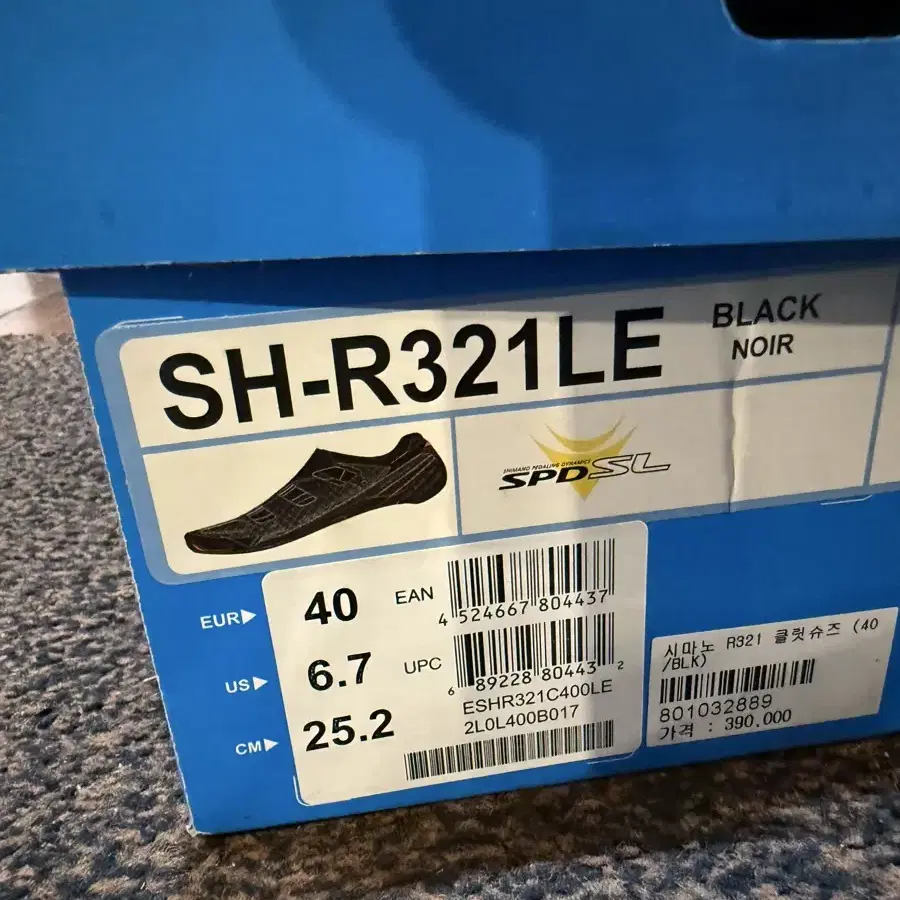 SH-R321LE
BLACK
NOIR
SHIMANO PEDALING DYNAMICS
SPDSL
EUR▶ 40
US▶ 6.7
CM▶ 25.2
EAN
4 524667 804437
UPC
6 89228 80443 2
ESHR321C400LE
2L0L400B017
시마노 R321 클릿슈즈 (40
/BLK)
801032889
가격 : 390.000